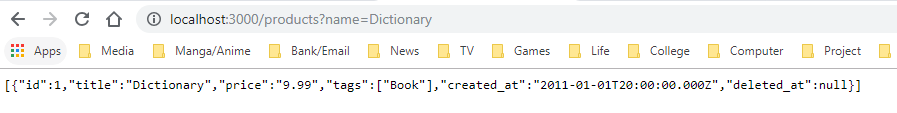 localhost:3000/products?name=Dictionary
Apps Media Manga/Anime Bank/Email News TV Games Life College Computer Project
[{"id":1,"title":"Dictionary","price":"9.99","tags":["Book"],"created_at":"2011-01-01T20:00:00.000Z","deleted_at":null}]